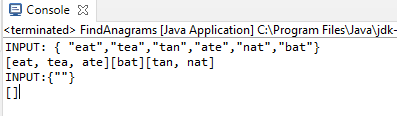 Console
<terminated> FindAnagrams [Java Application] C:\Program Files\Java\jdk-
INPUT: { "eat","tea","tan","ate","nat","bat"}
[eat, tea, ate][bat][tan, nat]
INPUT:{""}
[]